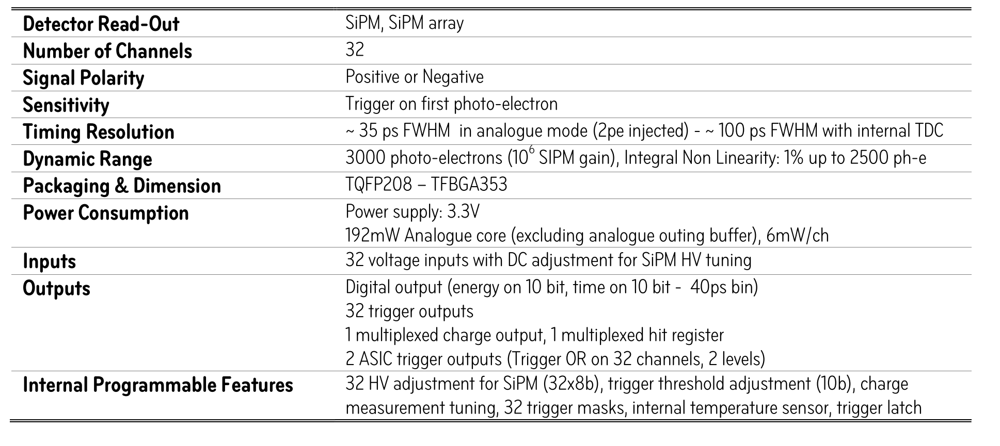 Detector Read-Out SiPM, SiPM array
Number of Channels 32
Signal Polarity Positive or Negative
Sensitivity Trigger on first photo-electron
Timing Resolution ~ 35 ps FWHM  in analogue mode (2pe injected) - ~ 100 ps FWHM with internal TDC
Dynamic Range 3000 photo-electrons (10⁶ SIPM gain), Integral Non Linearity: 1% up to 2500 ph-e
Packaging & Dimension TQFP208 – TFBGA353
Power Consumption Power supply: 3.3V
192mW Analogue core (excluding analogue outing buffer), 6mW/ch
Inputs 32 voltage inputs with DC adjustment for SiPM HV tuning
Outputs Digital output (energy on 10 bit, time on 10 bit -  40ps bin)
32 trigger outputs
1 multiplexed charge output, 1 multiplexed hit register
2 ASIC trigger outputs (Trigger OR on 32 channels, 2 levels)
Internal Programmable Features 32 HV adjustment for SiPM (32x8b), trigger threshold adjustment (10b), charge
measurement tuning, 32 trigger masks, internal temperature sensor, trigger latch